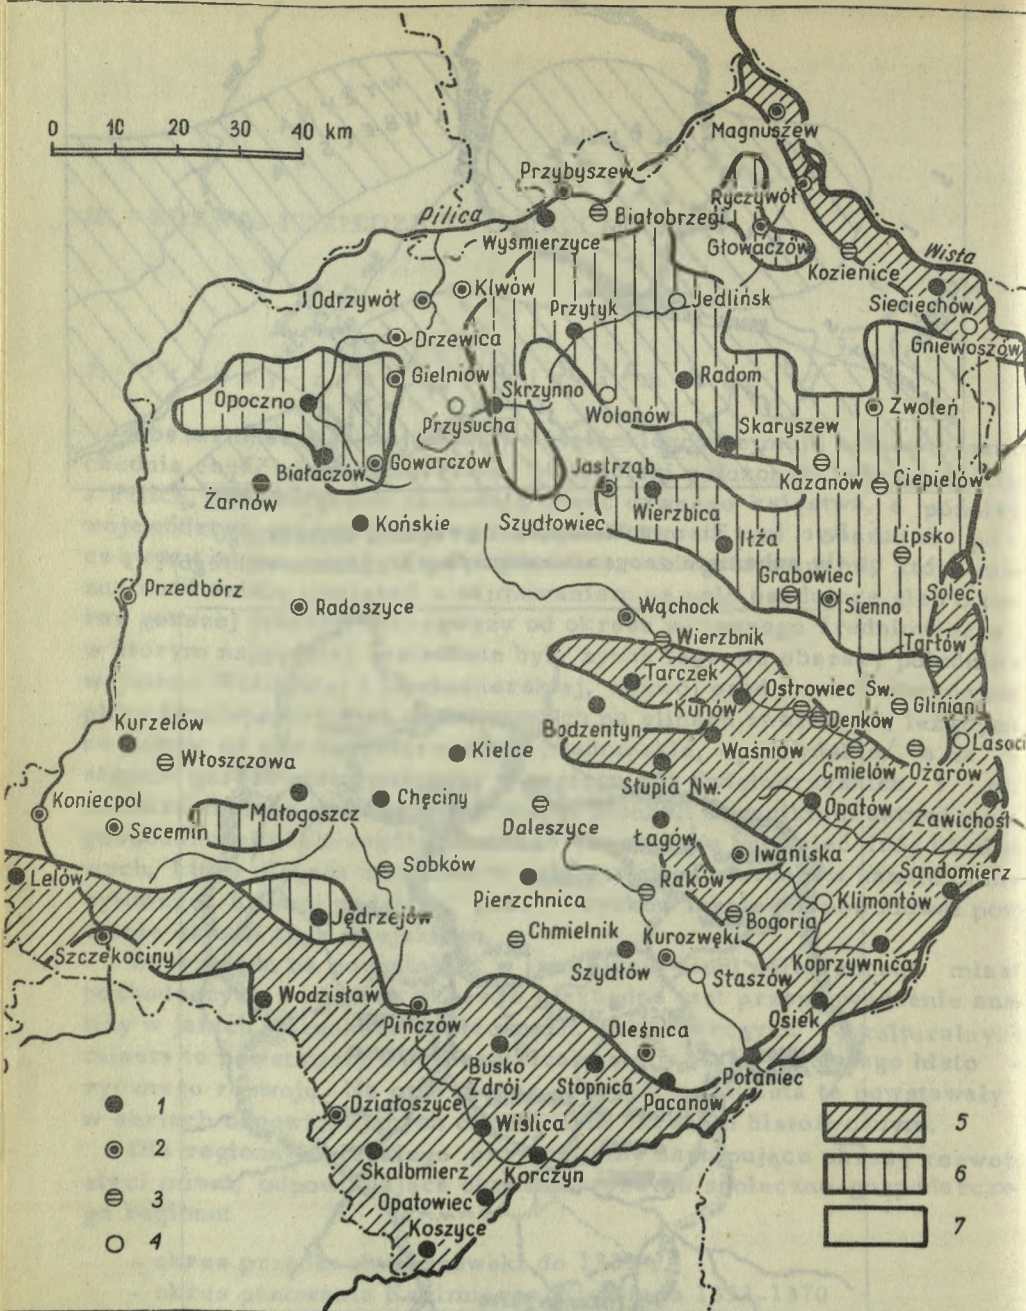 0 10 20 30 40 km
Magnuszew
Przybyszew
Ryczywół
Pilica
Białobrzegi
Wyśmierzyce
Głowaczów
Wisła
Kozienice
Odrzywół
Klwów
Sieciechów
Przytyk
Jedlińsk
Gniewoszów
Drzewica
Gielniów
Skrzynno
Radom
Opoczno
Przysucha
Wolanów
Zwoleń
Skaryszew
Białaczów
Gowarczów
Jastrząb
Kazanów
Ciepielów
Żarnów
Końskie
Szydłowiec
Wierzbica
Iłża
Lipsko
Grabowiec
Solec
Przedbórz
Radoszyce
Wąchock
Sienno
Wierzbnik
Tartów
Tarczek
Ostrowiec Św.
Kunów
Glinian
Kurzelów
Bodzentyn
Denków
Włoszczowa
Kielce
Waśniów
Lasoci
Ćmielów
Ożarów
Słupia Nw.
Koniecpol
Małogoszcz
Chęciny
Opatów
Zawichost
Secemin
Daleszyce
Łagów
Iwaniska
Lelów
Sobków
Sandomierz
Pierzchnica
Raków
Klimontów
Jędrzejów
Bogoria
Chmielnik
Kurozwęki
Szczekociny
Szydłów
Koprzywnica
Staszów
Wodzisław
Pińczów
Osiek
Oleśnica
Busko
Zdrój
Stopnica
Połaniec
Działoszyce
Pacanów
Wiślica
Skalbmierz
Korczyn
Opatowiec
Koszyce
1
2
3
4
5
6
7